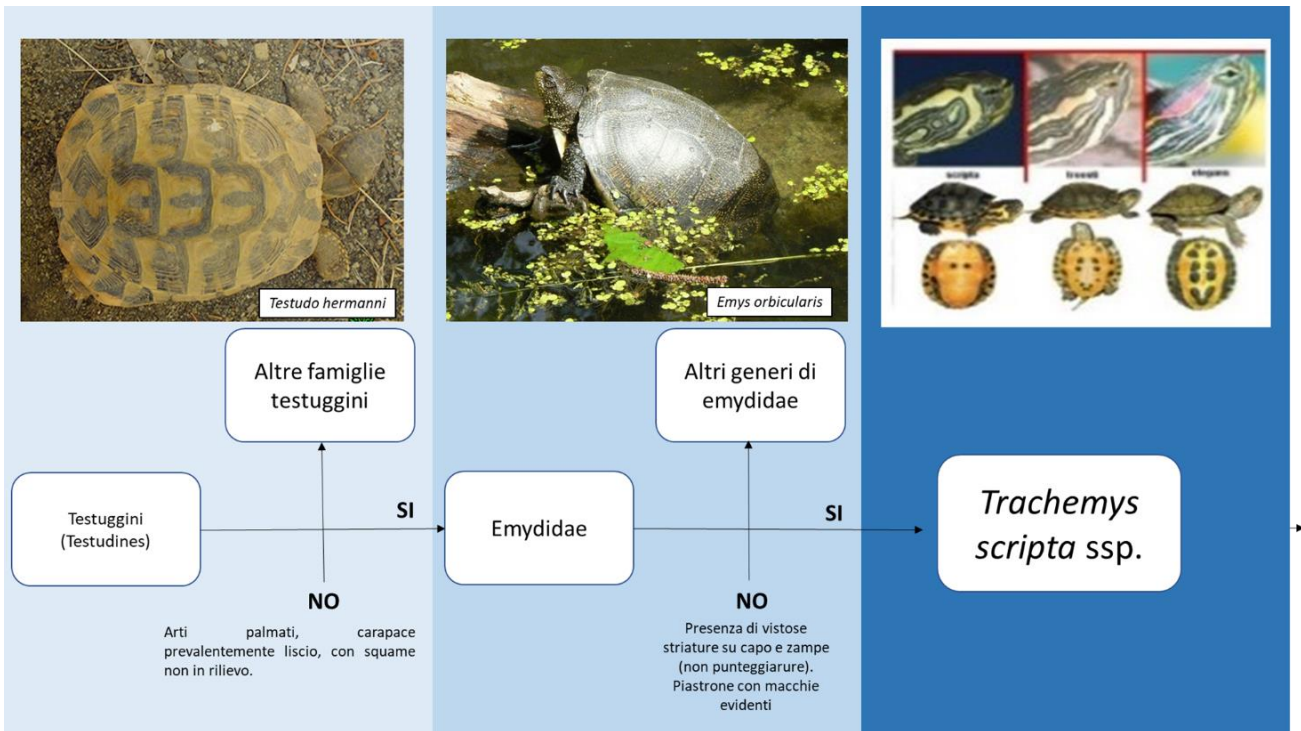 scripta
troosti
elegans
Testudo hermanni
Emys orbicularis
Altre famiglie
testuggini
Altri generi di
emydidae
Testuggini
(Testudines)
SI
Emydidae
SI
Trachemys
scripta ssp.
NO
Arti palmati, carapace
prevalentemente liscio, con squame
non in rilievo.
NO
Presenza di vistose
striature su capo e zampe
(non punteggiarure).
Piastrone con macchie
evidenti